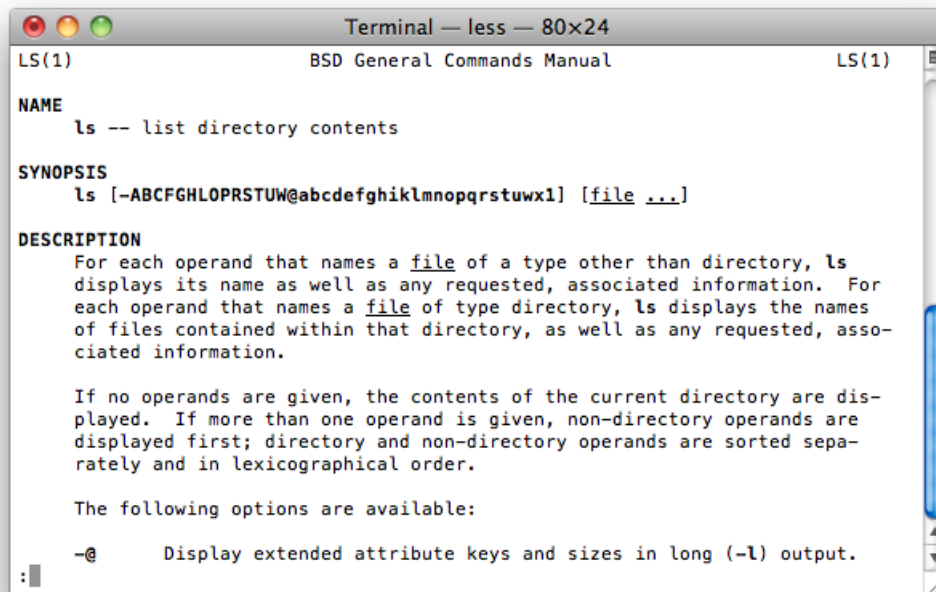 Terminal — less — 80×24
LS(1)                     BSD General Commands Manual                    LS(1)
NAME
     ls -- list directory contents
SYNOPSIS
     ls [-ABCFGHLOPRSTUW@abcdefghiklmnopqrstuwx1] [file ...]
DESCRIPTION
     For each operand that names a file of a type other than directory, ls
     displays its name as well as any requested, associated information.  For
     each operand that names a file of type directory, ls displays the names
     of files contained within that directory, as well as any requested, asso-
     ciated information.
     If no operands are given, the contents of the current directory are dis-
     played.  If more than one operand is given, non-directory operands are
     displayed first; directory and non-directory operands are sorted sepa-
     rately and in lexicographical order.
     The following options are available:
     -@      Display extended attribute keys and sizes in long (-l) output.
: